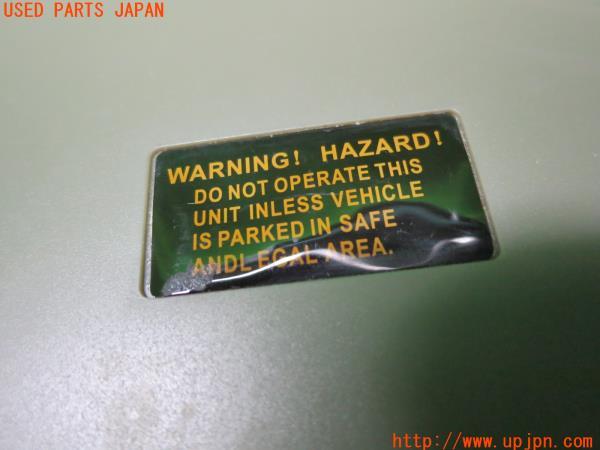 USED PARTS JAPAN
WARNING! HAZARD!
DO NOT OPERATE THIS
UNIT INLESS VEHICLE
IS PARKED IN SAFE
ANDL EGAL AREA.
http://www.upjpn.com/